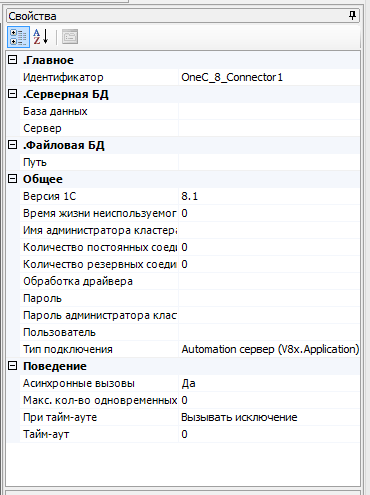 Свойства
.Главное
Идентификатор OneC_8_Connector1
.Серверная БД
База данных
Сервер
.Файловая БД
Путь
Общее
Версия 1С 8.1
Время жизни неиспользуемог 0
Имя администратора кластера
Количество постоянных соеди 0
Количество резервных соедин 0
Обработка драйвера
Пароль
Пароль администратора класт
Пользователь
Тип подключения Automation сервер (V8x.Application)
Поведение
Асинхронные вызовы Да
Макс. кол-во одновременных 0
При тайм-ауте Вызывать исключение
Тайм-аут 0